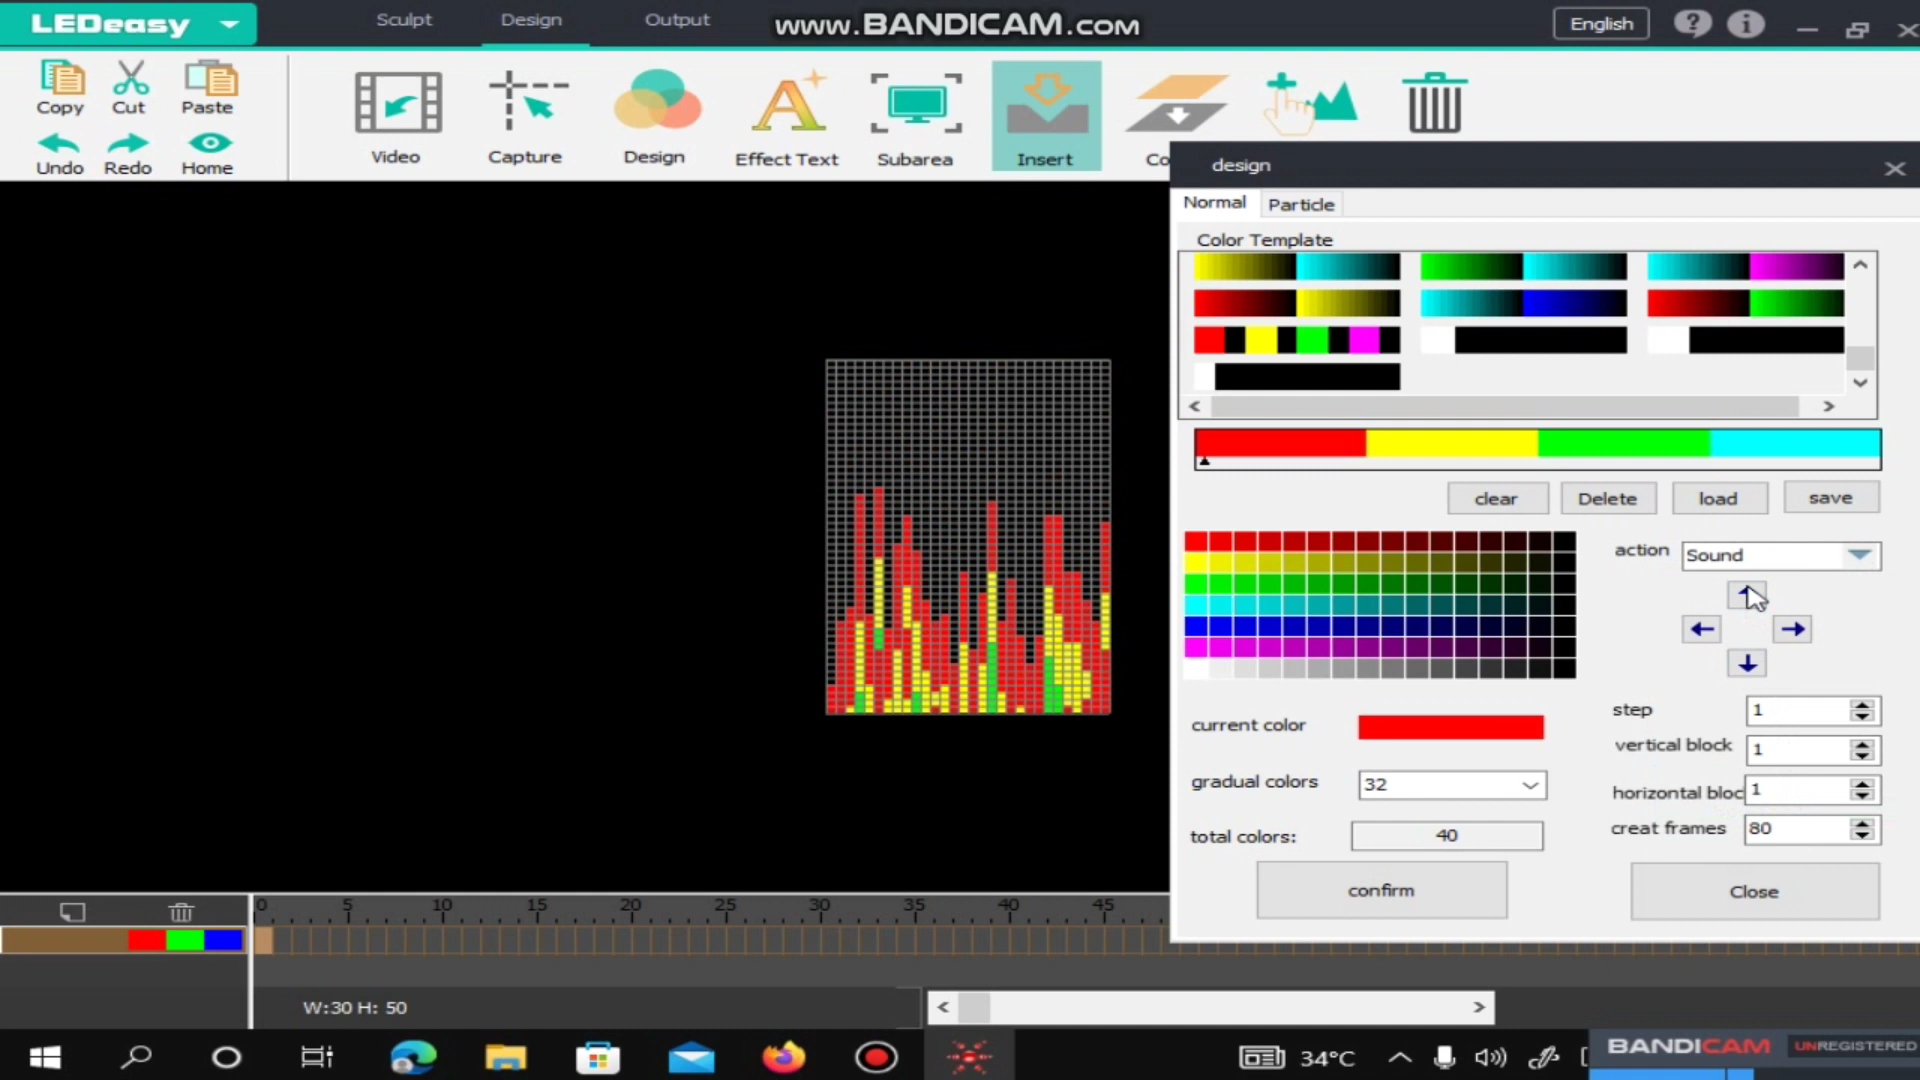 LEDeasy
Sculpt
Design
Output
www.BANDICAM.com
English
Copy
Cut
Paste
Undo
Redo
Home
Video
Capture
Design
Effect Text
Subarea
Insert
Co
design
Normal
Particle
Color Template
clear
Delete
load
save
action
Sound
current color
gradual colors
32
total colors:
40
step
1
vertical block
1
horizontal bloc
1
creat frames
80
confirm
Close
0 5 10 15 20 25 30 35 40 45
W:30 H: 50
34°C
BANDICAM UNREGISTERED